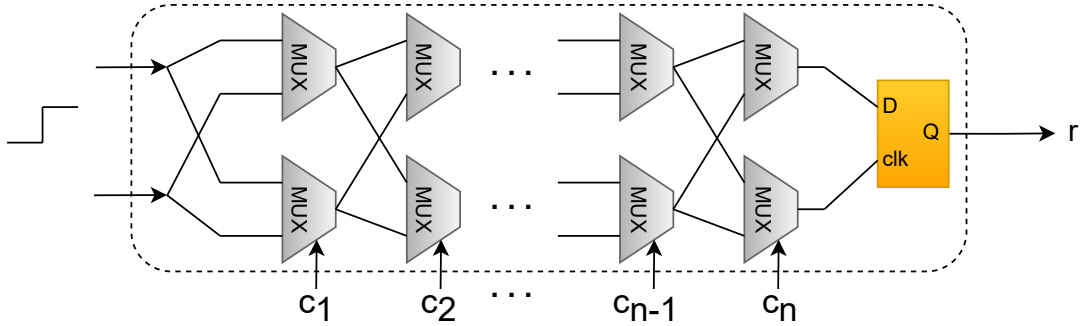 MUX MUX ... MUX MUX
D
Q
r
clk
MUX MUX ... MUX MUX
c1 c2 ... cn-1 cn